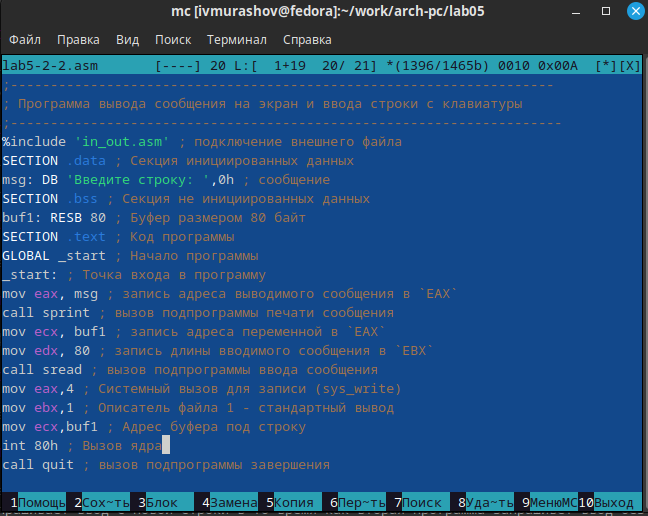 mc [ivmurashov@fedora]:~/work/arch-pc/lab05
Файл Правка Вид Поиск Терминал Справка
lab5-2-2.asm [----] 20 L:[ 1+19 20/ 21] *(1396/1465b) 0010 0x00A [*][X]
;--------------------------------------------------------------------
; Программа вывода сообщения на экран и ввода строки с клавиатуры
;---------------------------------------------------------------------
%include 'in_out.asm' ; подключение внешнего файла
SECTION .data ; Секция инициированных данных
msg: DB 'Введите строку: ',0h ; сообщение
SECTION .bss ; Секция не инициированных данных
buf1: RESB 80 ; Буфер размером 80 байт
SECTION .text ; Код программы
GLOBAL _start ; Начало программы
_start: ; Точка входа в программу
mov eax, msg ; запись адреса выводимого сообщения в `EAX`
call sprint ; вызов подпрограммы печати сообщения
mov ecx, buf1 ; запись адреса переменной в `EAX`
mov edx, 80 ; запись длины вводимого сообщения в `EBX`
call sread ; вызов подпрограммы ввода сообщения
mov eax,4 ; Системный вызов для записи (sys_write)
mov ebx,1 ; Описатель файла 1 - стандартный вывод
mov ecx,buf1 ; Адрес буфера под строку
int 80h ; Вызов ядра
call quit ; вызов подпрограммы завершения
1Помощь 2Сох~ть 3Блок 4Замена 5Копия 6Пер~ть 7Поиск 8Уда~ть 9МенюMC 10Выход